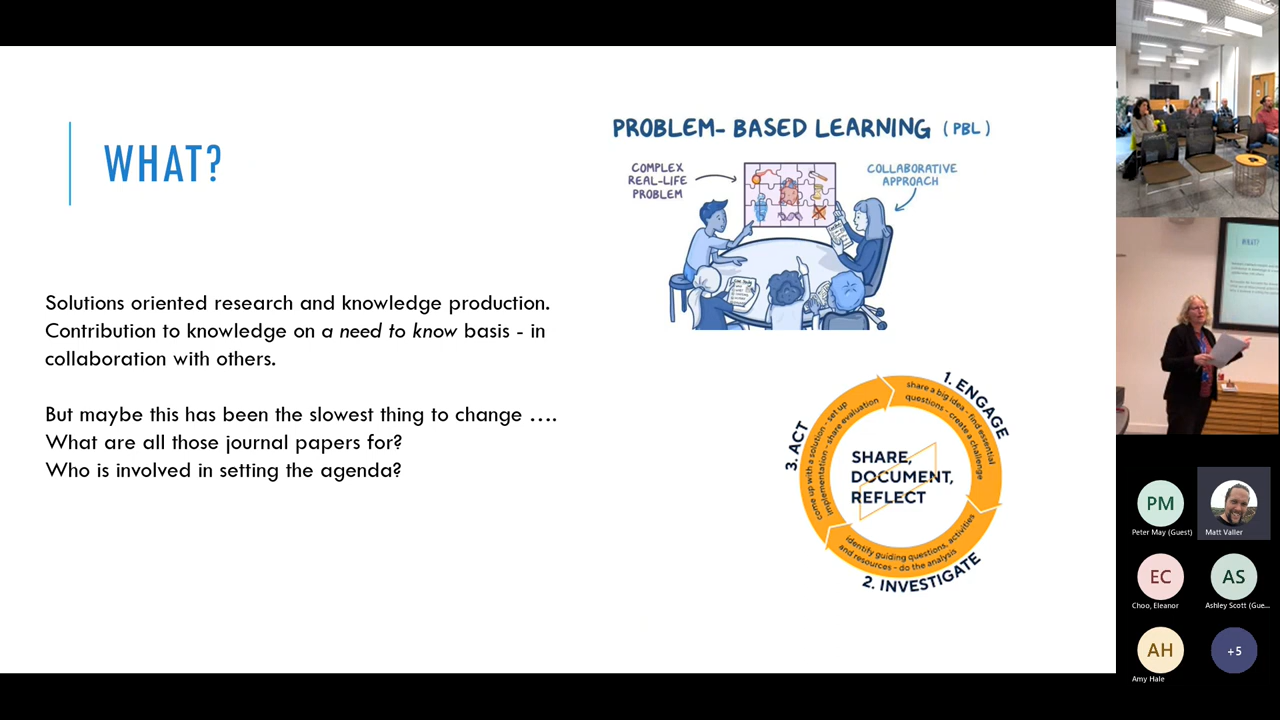 WHAT?
Solutions oriented research and knowledge production.
Contribution to knowledge on a need to know basis - in
collaboration with others.
But maybe this has been the slowest thing to change ....
What are all those journal papers for?
Who is involved in setting the agenda?
PROBLEM-BASED LEARNING (PBL)
COMPLEX
REAL-LIFE
PROBLEM
COLLABORATIVE
APPROACH
1. ENGAGE
share a big idea - find essential
questions - create a challenge
2. INVESTIGATE
identify guiding questions, activities
and resources - do the analysis
3. ACT
come up with a solution - set up
implementation - share evaluation
SHARE,
DOCUMENT,
REFLECT
WHAT?
PM
Peter May (Guest)
Matt Valler
EC
Choo, Eleanor
AS
Ashley Scott (Gue...
AH
Amy Hale
+5